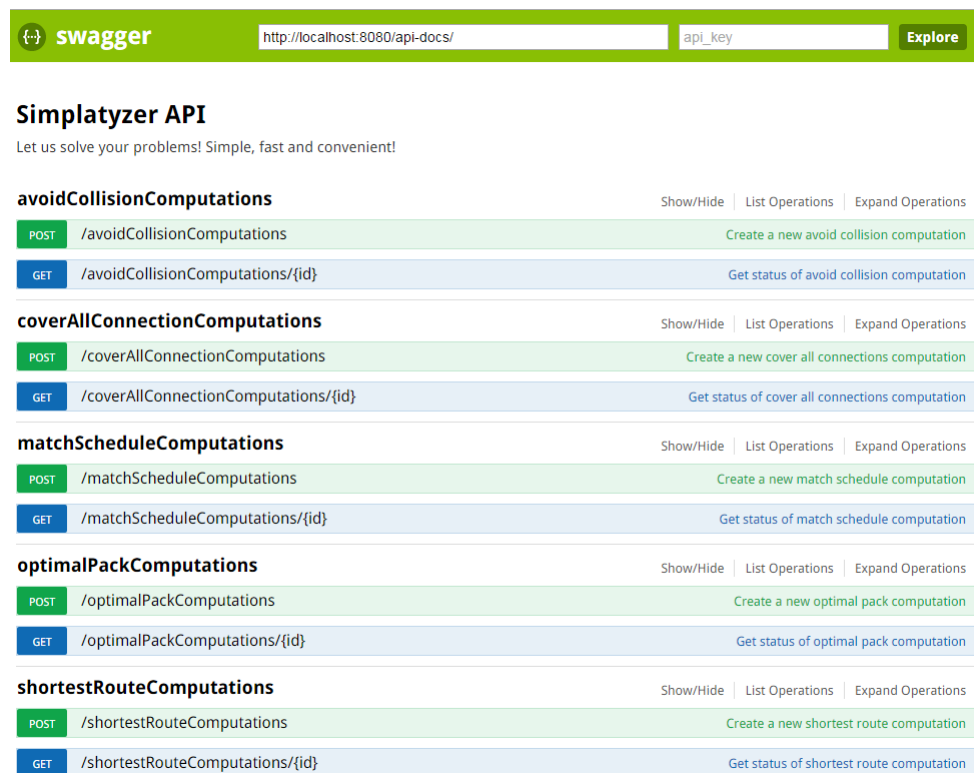 {···} swagger http://localhost:8080/api-docs/ api_key Explore
Simplatyzer API
Let us solve your problems! Simple, fast and convenient!
avoidCollisionComputations Show/Hide List Operations Expand Operations
POST /avoidCollisionComputations Create a new avoid collision computation
GET /avoidCollisionComputations/{id} Get status of avoid collision computation
coverAllConnectionComputations Show/Hide List Operations Expand Operations
POST /coverAllConnectionComputations Create a new cover all connections computation
GET /coverAllConnectionComputations/{id} Get status of cover all connections computation
matchScheduleComputations Show/Hide List Operations Expand Operations
POST /matchScheduleComputations Create a new match schedule computation
GET /matchScheduleComputations/{id} Get status of match schedule computation
optimalPackComputations Show/Hide List Operations Expand Operations
POST /optimalPackComputations Create a new optimal pack computation
GET /optimalPackComputations/{id} Get status of optimal pack computation
shortestRouteComputations Show/Hide List Operations Expand Operations
POST /shortestRouteComputations Create a new shortest route computation
GET /shortestRouteComputations/{id} Get status of shortest route computation